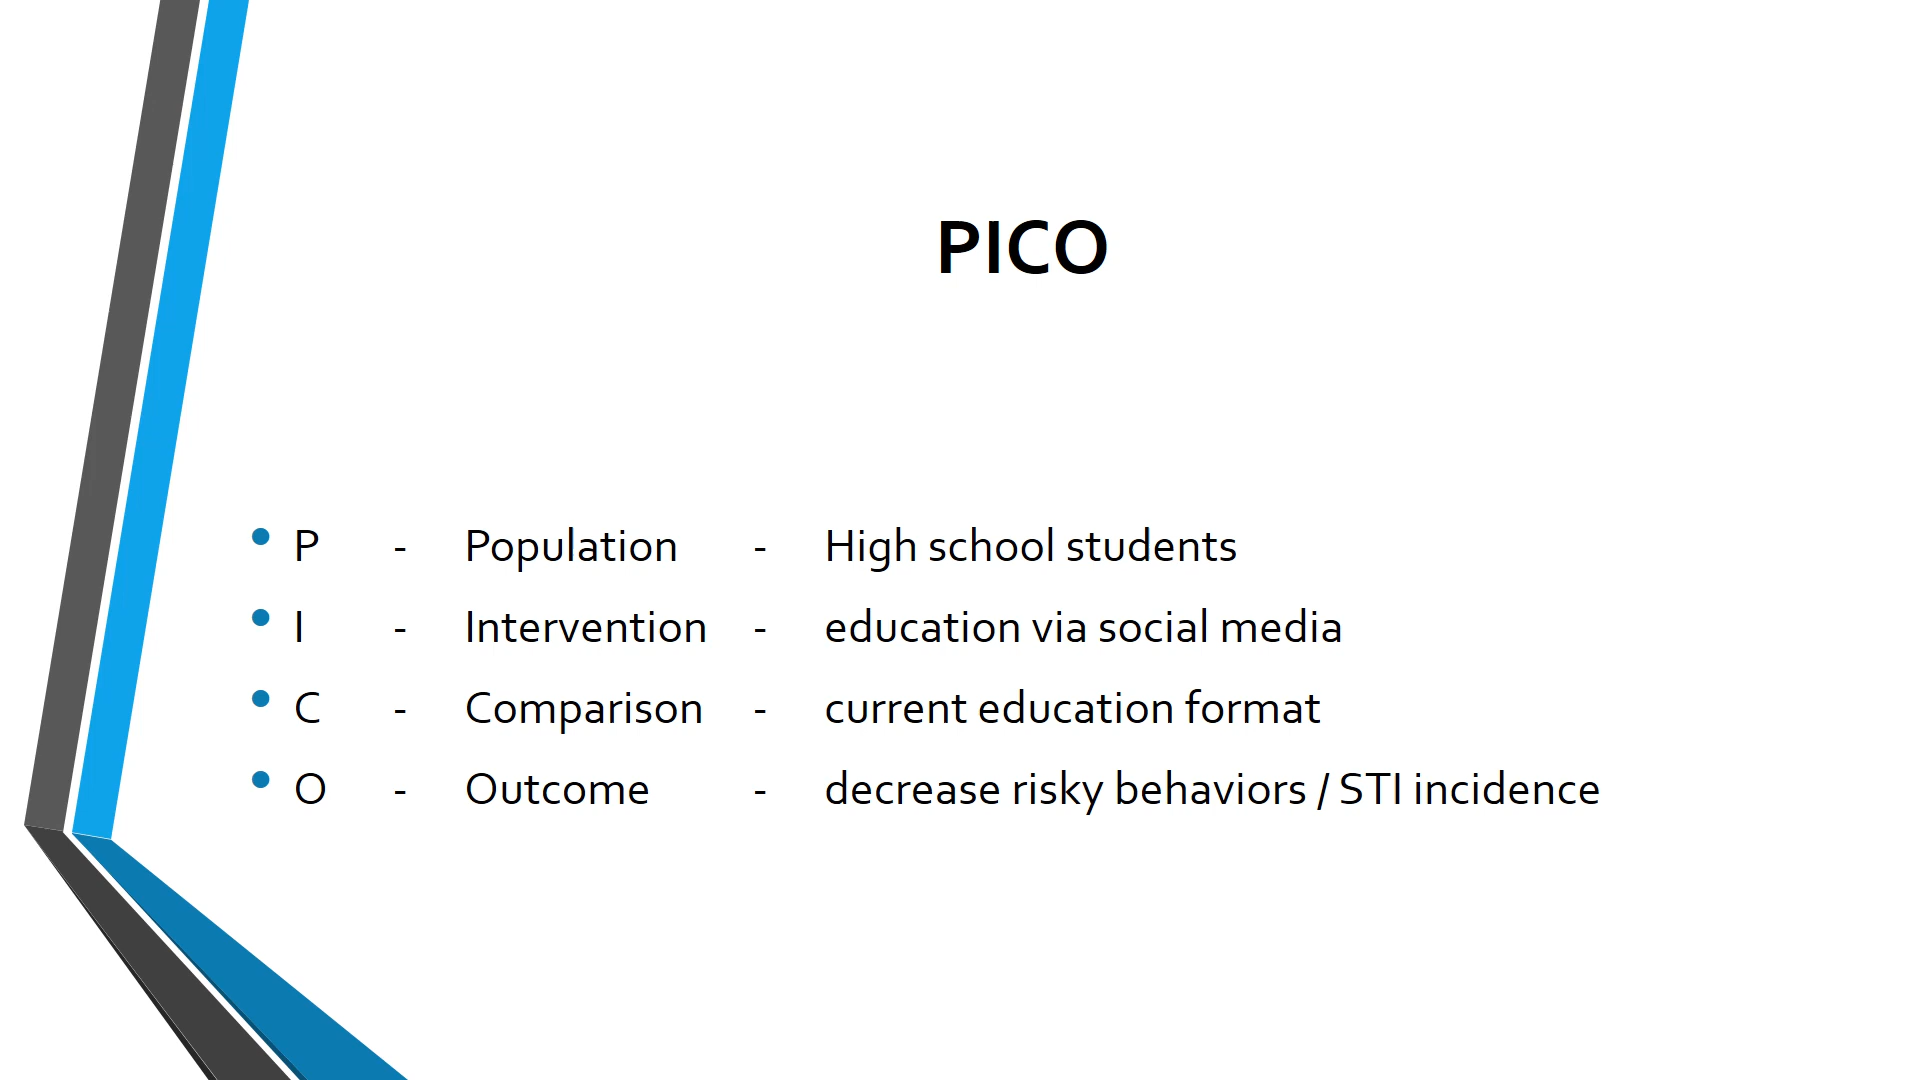 PICO
• P - Population - High school students
• I - Intervention - education via social media
• C - Comparison - current education format
• O - Outcome - decrease risky behaviors / STI incidence